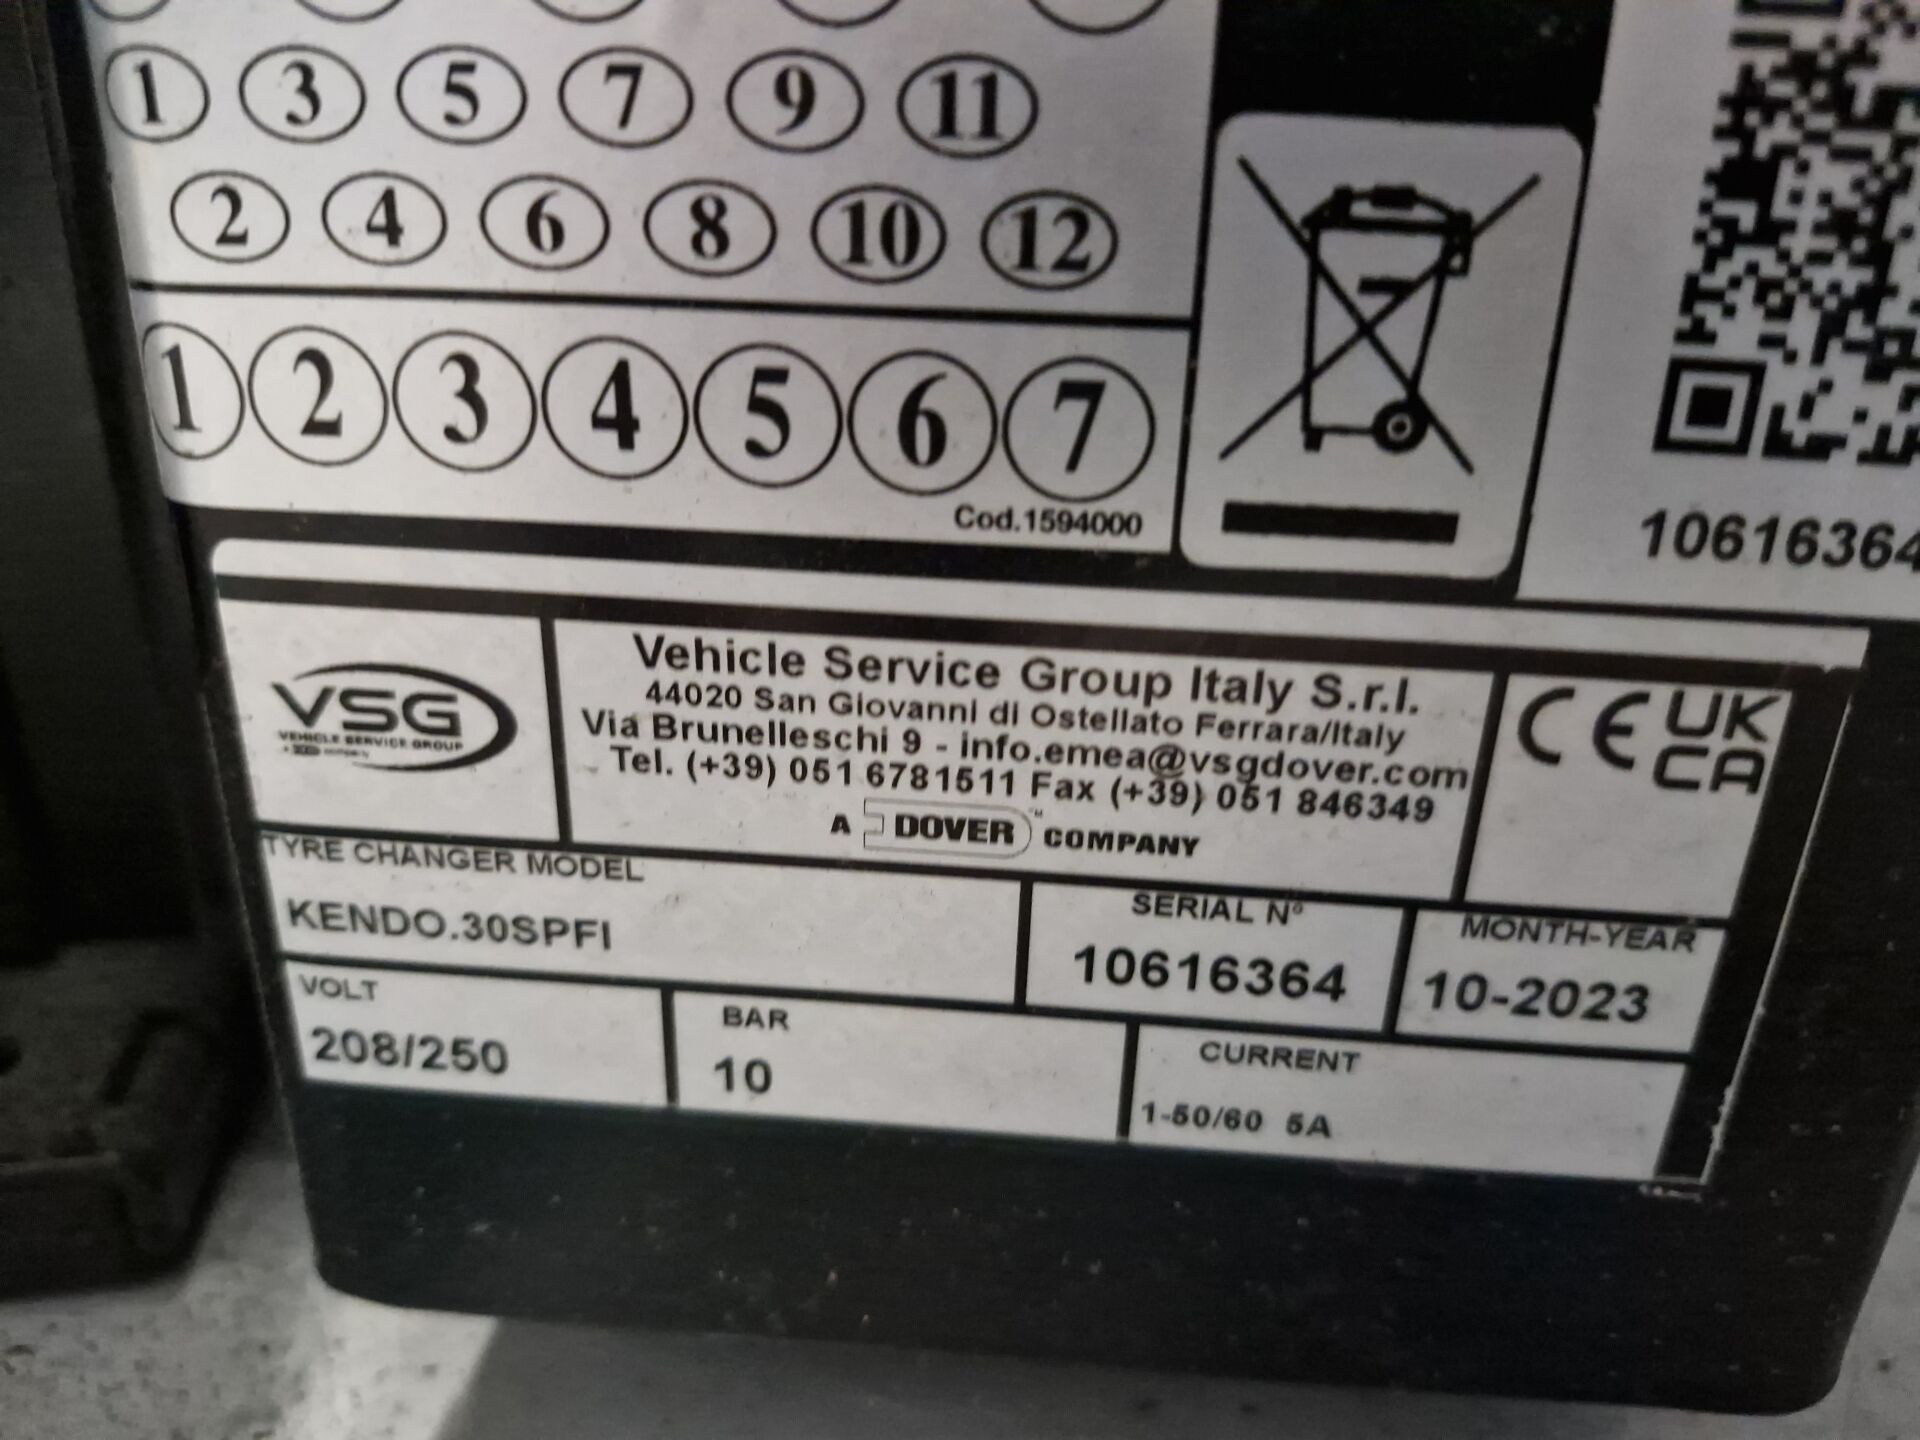 1 3 5 7 9 11
2 4 6 8 10 12
1 2 3 4 5 6 7
Cod.1594000
10616364
VSG
VEHICLE SERVICE GROUP
Vehicle Service Group Italy S.r.l.
44020 San Giovanni di Ostellato Ferrara/Italy
Via Brunelleschi 9 - info.emea@vsgdover.com
Tel. (+39) 051 6781511 Fax (+39) 051 846349
A DOVER™ COMPANY
CE UK
CA
TYRE CHANGER MODEL
KENDO.30SPFI
SERIAL N°
10616364
MONTH-YEAR
10-2023
VOLT
208/250
BAR
10
CURRENT
1-50/60 5A